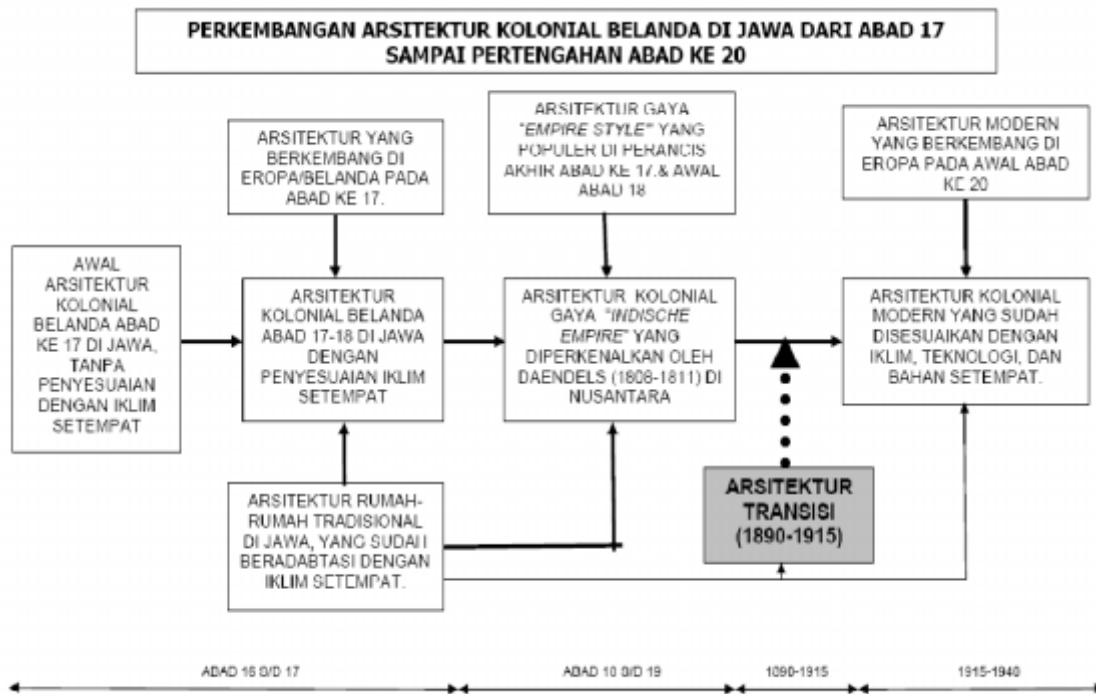 PERKEMBANGAN ARSITEKTUR KOLONIAL BELANDA DI JAWA DARI ABAD 17
SAMPAI PERTENGAHAN ABAD KE 20
ARSITEKTUR YANG
BERKEMBANG DI
EROPA/BELANDA PADA
ABAD KE 17.
ARSITEKTUR GAYA
"EMPIRE STYLE" YANG
POPULER DI PERANCIS
AKHIR ABAD KE 17.& AWAL
ABAD 18
ARSITEKTUR MODERN
YANG BERKEMBANG DI
EROPA PADA AWAL ABAD
KE 20
AWAL
ARSITEKTUR
KOLONIAL
BELANDA ABAD
KE 17 DI JAWA,
TANPA
PENYESUAIAN
DENGAN IKLIM
SETEMPAT
ARSITEKTUR
KOLONIAL BELANDA
ABAD 17-18 DI JAWA
DENGAN
PENYESUAIAN IKLIM
SETEMPAT
ARSITEKTUR KOLONIAL
GAYA "INDISCHE
EMPIRE" YANG
DIPERKENALKAN OLEH
DAENDELS (1808-1811) DI
NUSANTARA
ARSITEKTUR KOLONIAL
MODERN YANG SUDAH
DISESUAIKAN DENGAN
IKLIM, TEKNOLOGI, DAN
BAHAN SETEMPAT.
ARSITEKTUR RUMAH-
RUMAH TRADISIONAL
DI JAWA, YANG SUDAH
BERADABTASI DENGAN
IKLIM SETEMPAT.
ARSITEKTUR
TRANSISI
(1890-1915)
ABAD 16 S/D 17
ABAD 18 S/D 19
1890-1915
1915-1940